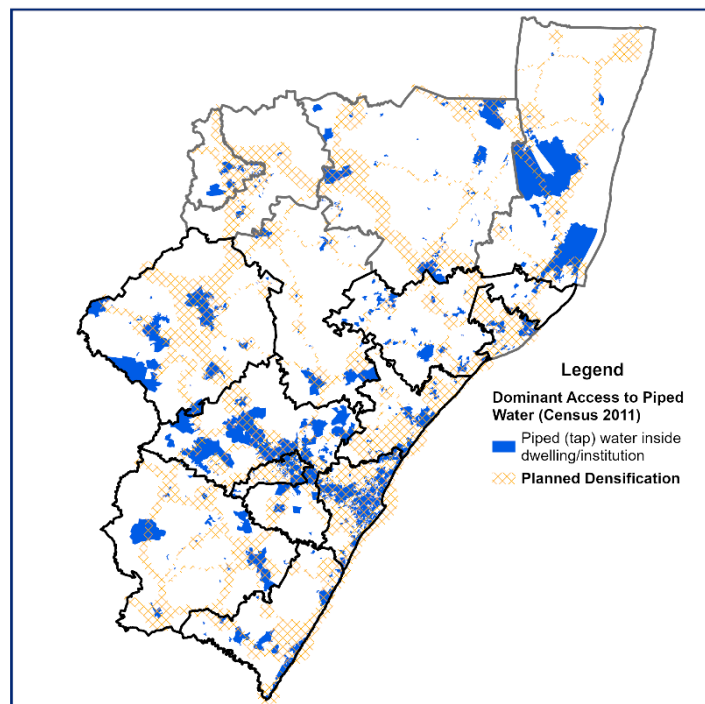 Legend
Dominant Access to Piped
Water (Census 2011)
Piped (tap) water inside
dwelling/institution
Planned Densification